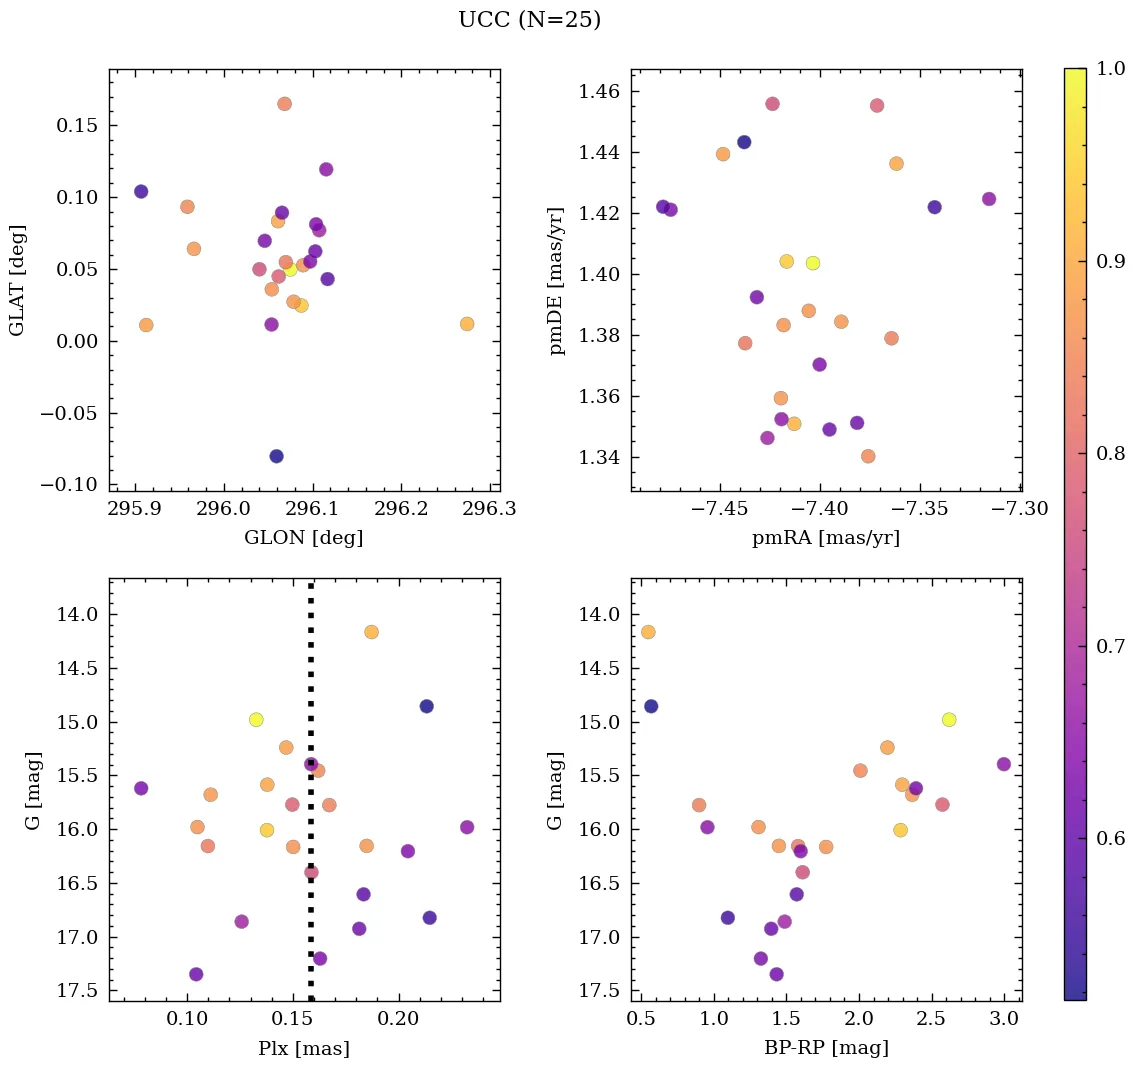 UCC (N=25)
0.15
0.10
0.05
0.00
−0.05
−0.10
GLAT [deg]
295.9 296.0 296.1 296.2 296.3
GLON [deg]
1.46
1.44
1.42
1.40
1.38
1.36
1.34
pmDE [mas/yr]
−7.45 −7.40 −7.35 −7.30
pmRA [mas/yr]
14.0
14.5
15.0
15.5
16.0
16.5
17.0
17.5
G [mag]
0.10 0.15 0.20
Plx [mas]
14.0
14.5
15.0
15.5
16.0
16.5
17.0
17.5
G [mag]
0.5 1.0 1.5 2.0 2.5 3.0
BP-RP [mag]
1.0
0.9
0.8
0.7
0.6